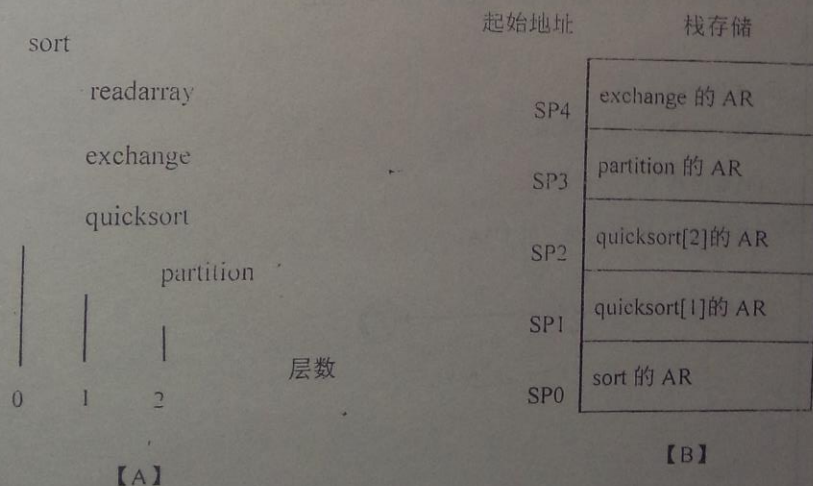 sort
readarray
exchange
quicksort
partition
层数
0 1 2
【A】
起始地址 栈存储
SP4 exchange 的 AR
SP3 partition 的 AR
SP2 quicksort[2]的 AR
SP1 quicksort[1]的 AR
SP0 sort 的 AR
【B】